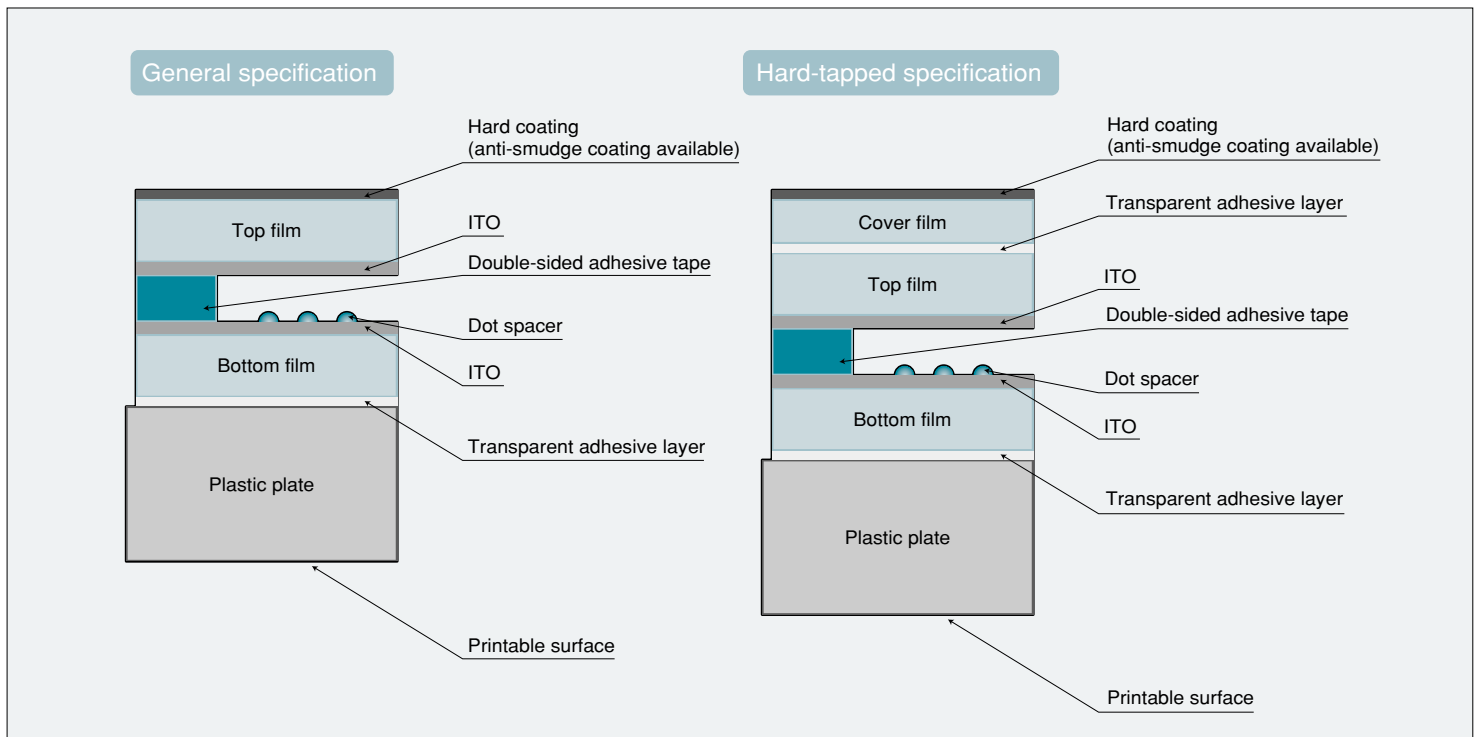 General specification
Hard coating
(anti-smudge coating available)
Top film
ITO
Double-sided adhesive tape
Dot spacer
Bottom film
ITO
Transparent adhesive layer
Plastic plate
Printable surface
Hard-tapped specification
Hard coating
(anti-smudge coating available)
Transparent adhesive layer
Cover film
Top film
ITO
Double-sided adhesive tape
Dot spacer
Bottom film
ITO
Transparent adhesive layer
Plastic plate
Printable surface